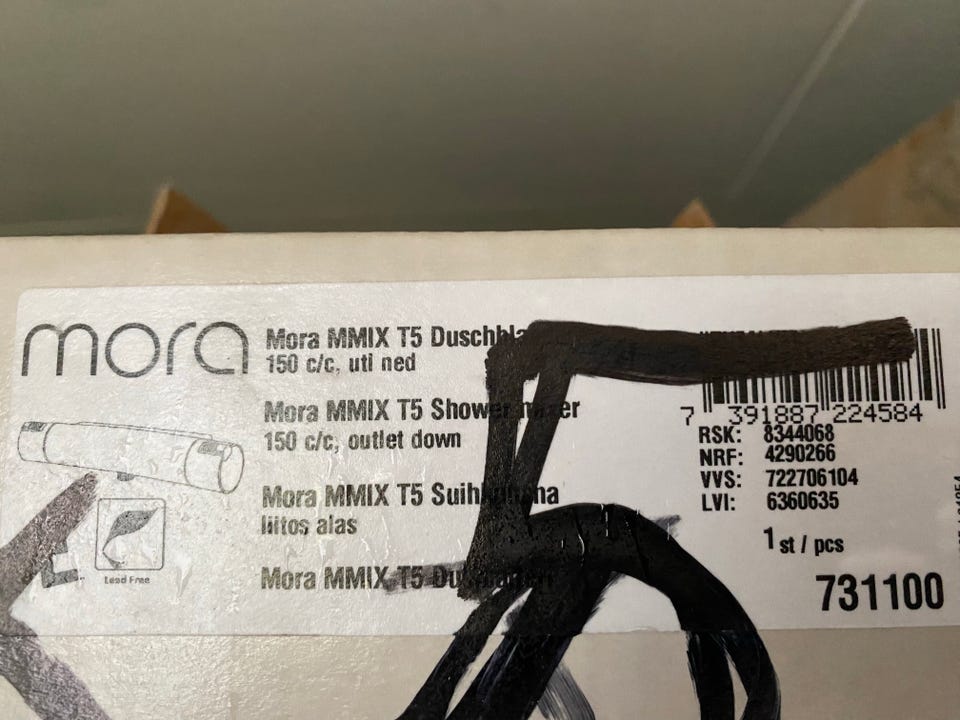 mora
Mora MMIX T5
150 c/c, uti ned
Mora MMIX T5 Shower mixer
150 c/c, outlet down
Mora MMIX T5
liitos alas
Mora MMIX T5
Lead Free
7 391887 224584
RSK: 8344068
NRF: 4290266
VVS: 722706104
LVI: 6360635
1 st / pcs
731100